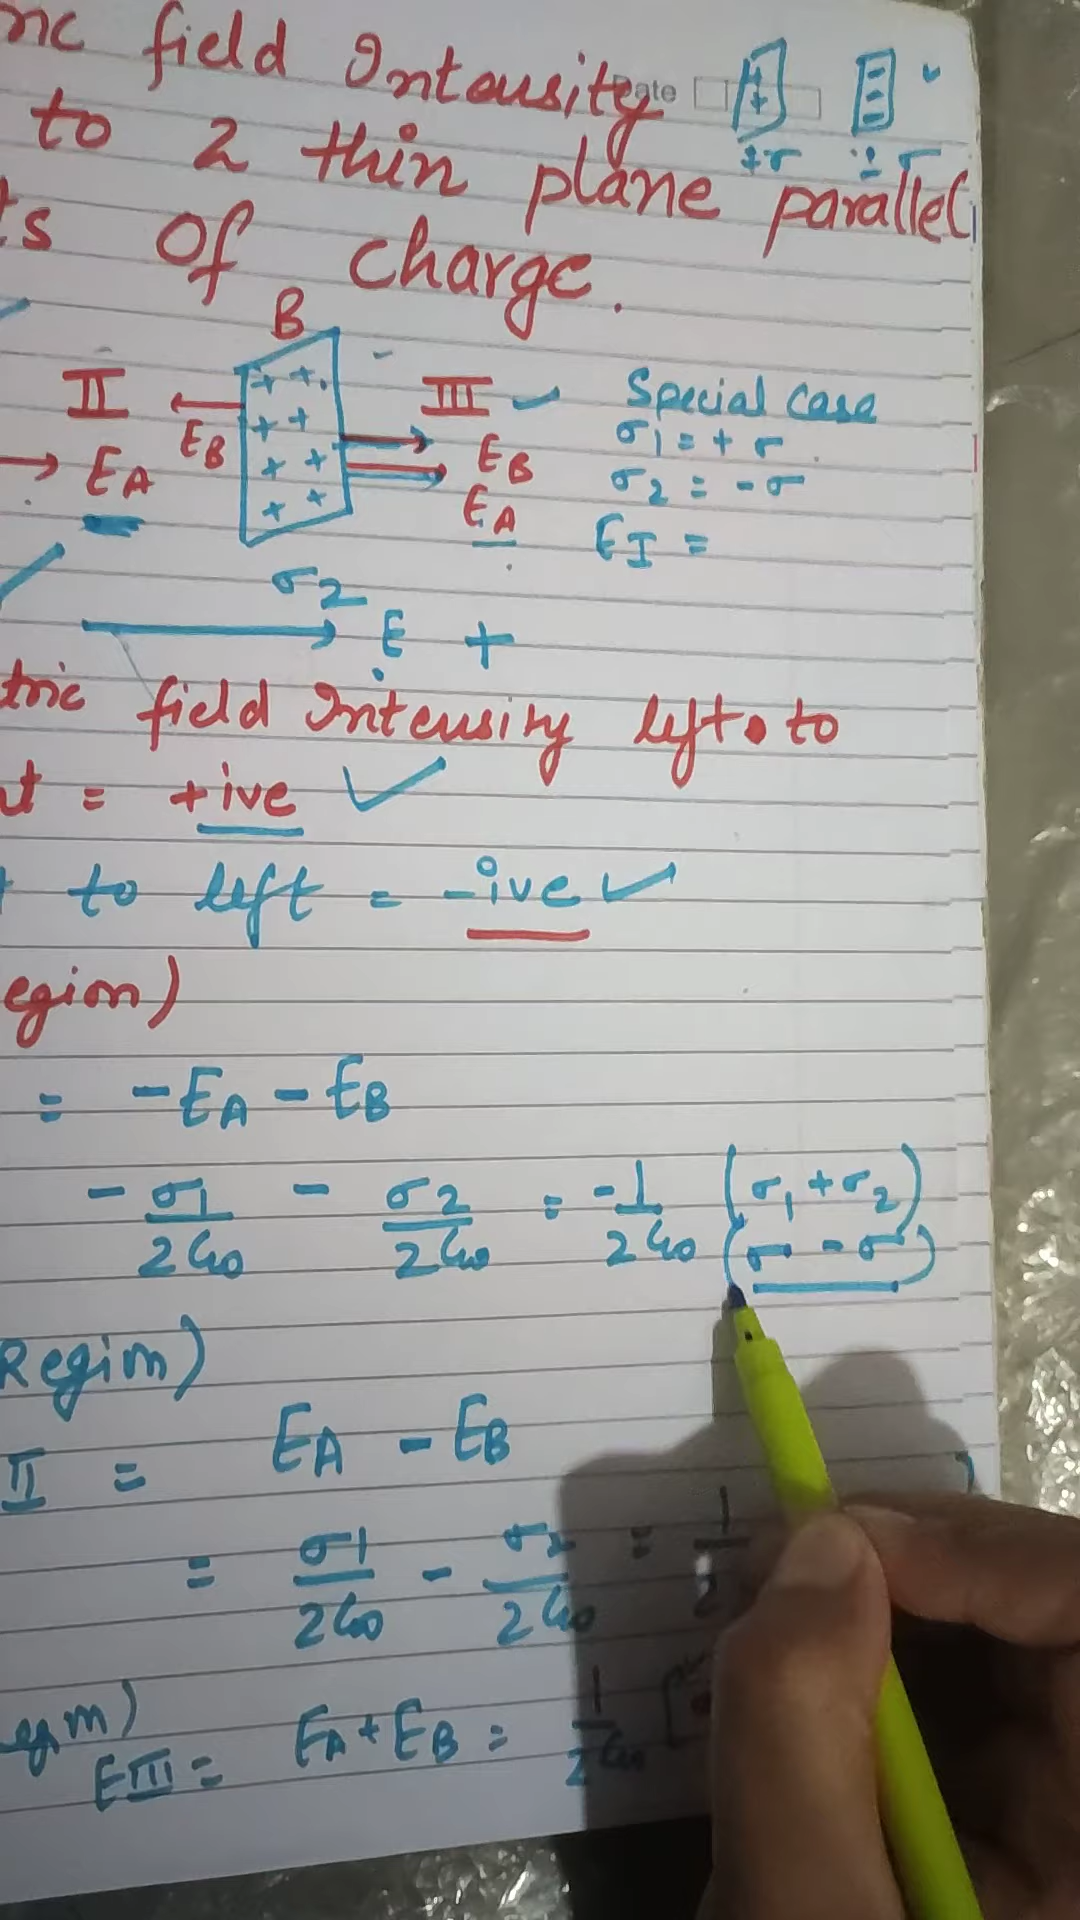 field Intensity
+σ - σ
to 2 thin plane parallel
of charge.
B
II III Special Case
EB EB σ1 = + σ
EA EA σ2 = - σ
EI =
σ2
E +
field Intensity left to
= +ive
to left = -ive
egion)
= -EA - EB
- σ1/2ε0 - σ2/2ε0 = -1/2ε0 (σ1 + σ2)
(σ - σ)
Region)
II = EA - EB
= σ1/2ε0 - σ2/2ε0 = 1
EIII = EA + EB = 1/2ε0